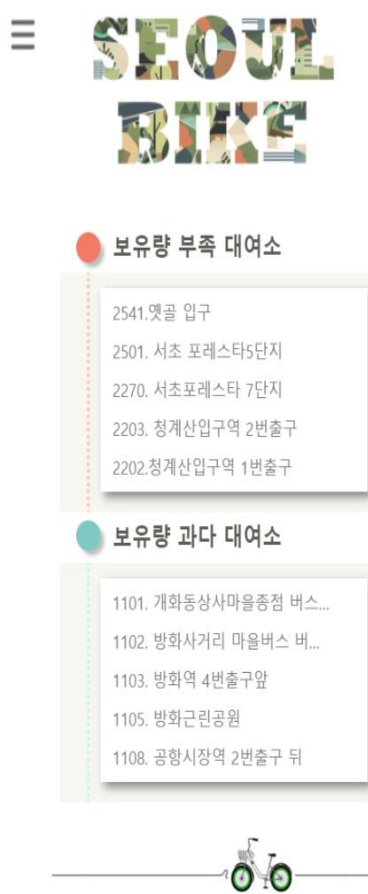 SEOUL
BIKE
보유량 부족 대여소
2541.옛골 입구
2501. 서초 포레스타5단지
2270. 서초포레스타 7단지
2203. 청계산입구역 2번출구
2202.청계산입구역 1번출구
보유량 과다 대여소
1101. 개화동상사마을종점 버스...
1102. 방화사거리 마을버스 버...
1103. 방화역 4번출구앞
1105. 방화근린공원
1108. 공항시장역 2번출구 뒤